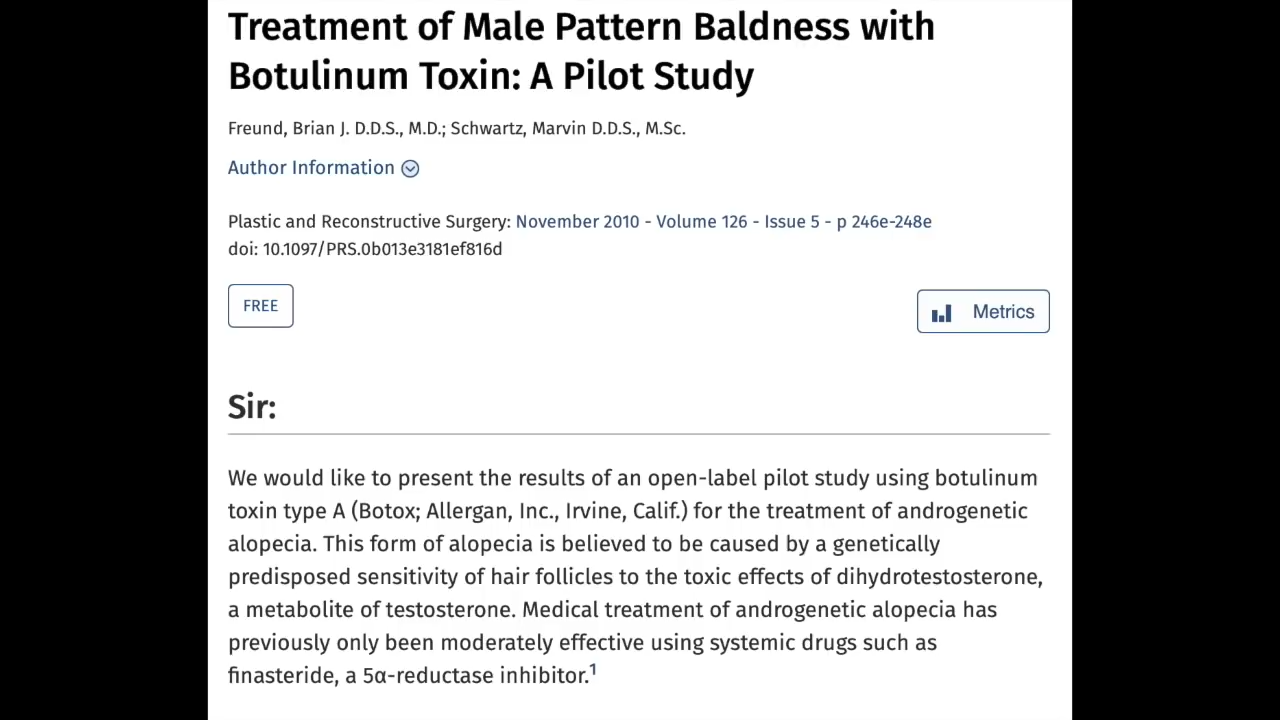 Treatment of Male Pattern Baldness with
Botulinum Toxin: A Pilot Study
Freund, Brian J. D.D.S., M.D.; Schwartz, Marvin D.D.S., M.Sc.
Author Information
Plastic and Reconstructive Surgery: November 2010 - Volume 126 - Issue 5 - p 246e-248e
doi: 10.1097/PRS.0b013e3181ef816d
FREE
Metrics
Sir:
We would like to present the results of an open-label pilot study using botulinum
toxin type A (Botox; Allergan, Inc., Irvine, Calif.) for the treatment of androgenetic
alopecia. This form of alopecia is believed to be caused by a genetically
predisposed sensitivity of hair follicles to the toxic effects of dihydrotestosterone,
a metabolite of testosterone. Medical treatment of androgenetic alopecia has
previously only been moderately effective using systemic drugs such as
finasteride, a 5α-reductase inhibitor.1